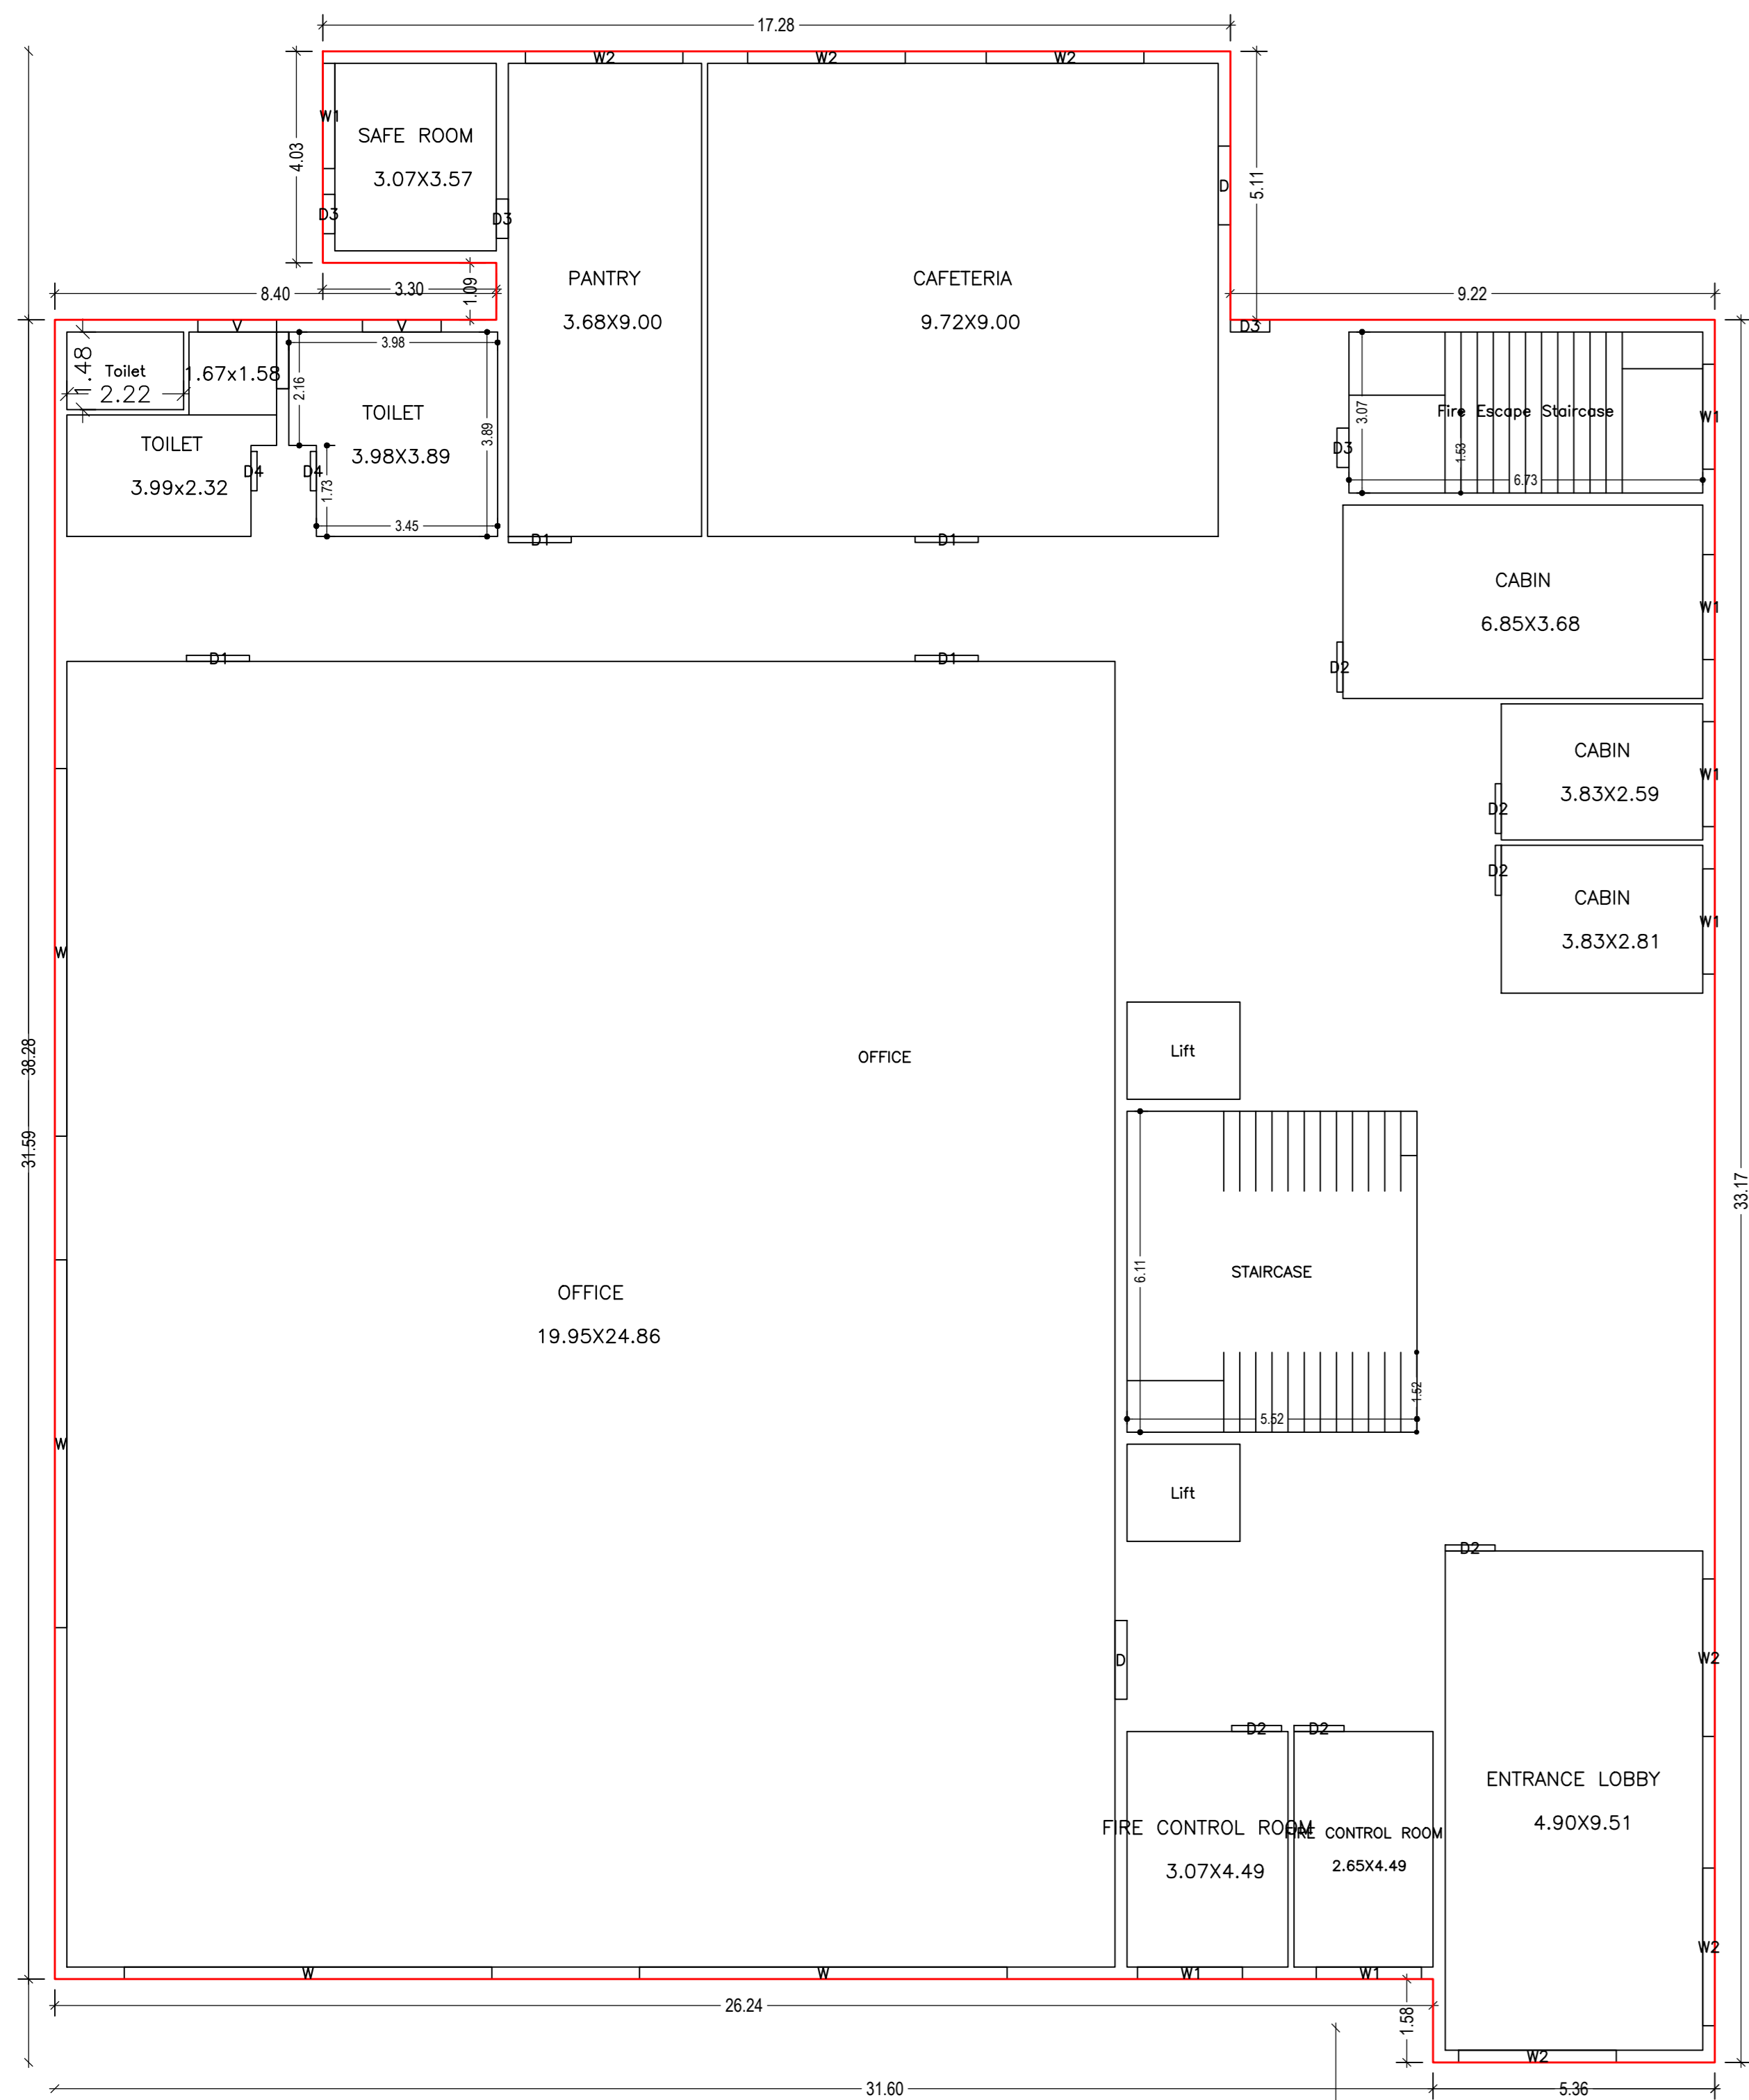 17.28
W2
W2
W2
W1
SAFE ROOM
3.07X3.57
4.03
D
5.11
D3
D3
PANTRY
3.68X9.00
CAFETERIA
9.72X9.00
8.40
3.30
1.09
9.22
V
V
D3
3.98
1.48
Toilet
2.22
1.67x1.58
2.16
TOILET
3.98X3.89
3.89
3.07
Fire Escape Staircase
W1
TOILET
3.99x2.32
D4
D4
1.73
D3
1.53
6.73
3.45
D1
D1
CABIN
6.85X3.68
W1
D1
D1
D2
CABIN
3.83X2.59
W1
D2
D2
CABIN
3.83X2.81
W1
W
38.28
OFFICE
Lift
31.59
33.17
STAIRCASE
6.11
OFFICE
19.95X24.86
1.52
5.52
W
Lift
D2
D
W2
D2
D2
ENTRANCE LOBBY
4.90X9.51
FIRE CONTROL ROOM
3.07X4.49
FIRE CONTROL ROOM
2.65X4.49
W2
W
W
W1
W1
26.24
1.58
W2
31.60
5.36